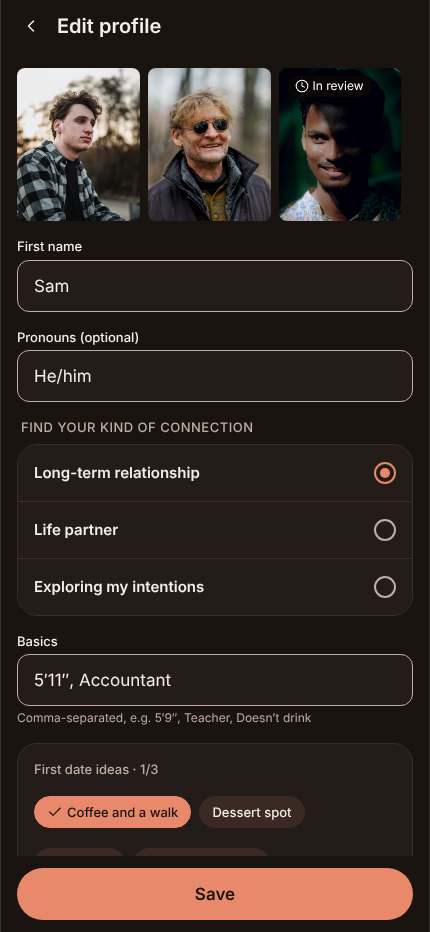 Edit profile
In review
First name
Sam
Pronouns (optional)
He/him
FIND YOUR KIND OF CONNECTION
Long-term relationship
Life partner
Exploring my intentions
Basics
5′11″, Accountant
Comma-separated, e.g. 5′9″, Teacher, Doesn’t drink
First date ideas · 1/3
Coffee and a walk
Dessert spot
Save